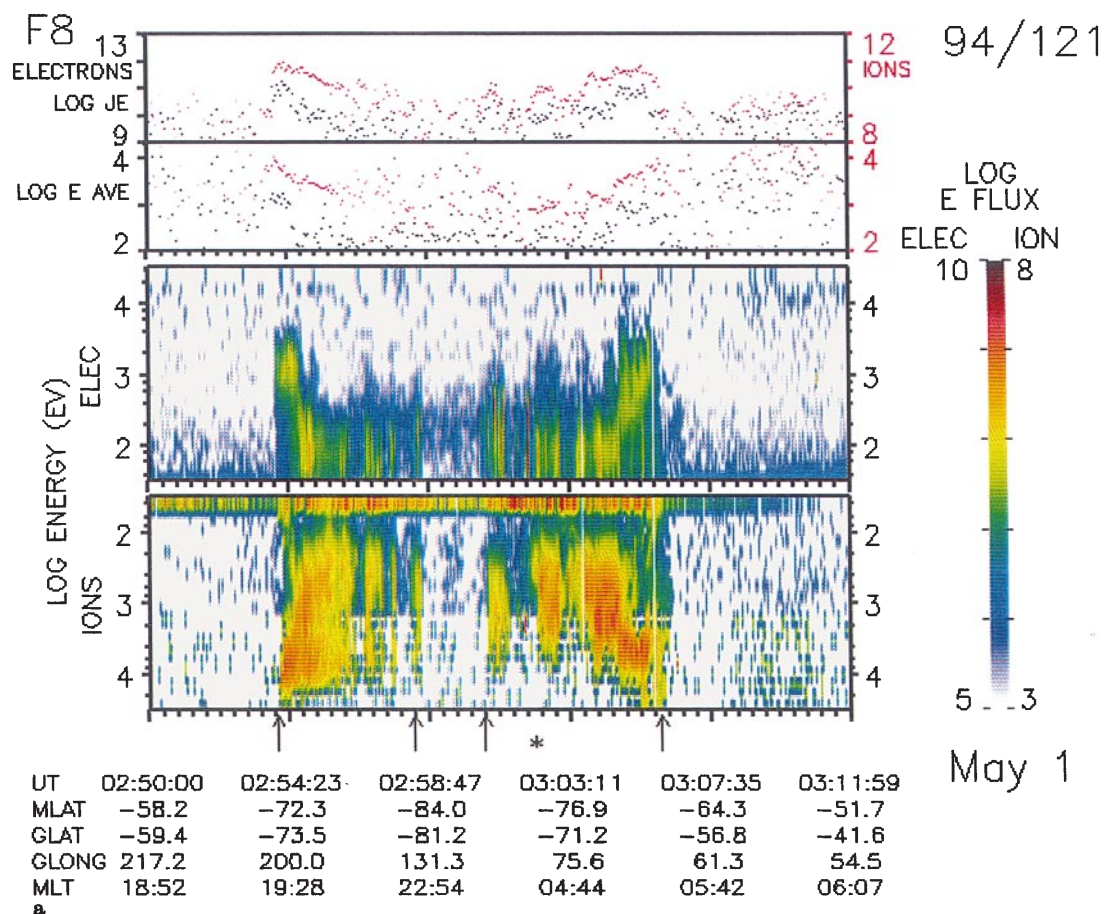 F8
94/121
13
12
ELECTRONS
IONS
LOG JE
9
8
4
4
LOG E AVE
2
2
LOG
E FLUX
ELEC ION
10 8
4
4
3
3
2
2
ELEC
LOG ENERGY (EV)
2
2
3
3
4
4
IONS
5 3
*
May 1
UT 02:50:00 02:54:23 02:58:47 03:03:11 03:07:35 03:11:59
MLAT -58.2 -72.3 -84.0 -76.9 -64.3 -51.7
GLAT -59.4 -73.5 -81.2 -71.2 -56.8 -41.6
GLONG 217.2 200.0 131.3 75.6 61.3 54.5
MLT 18:52 19:28 22:54 04:44 05:42 06:07
a